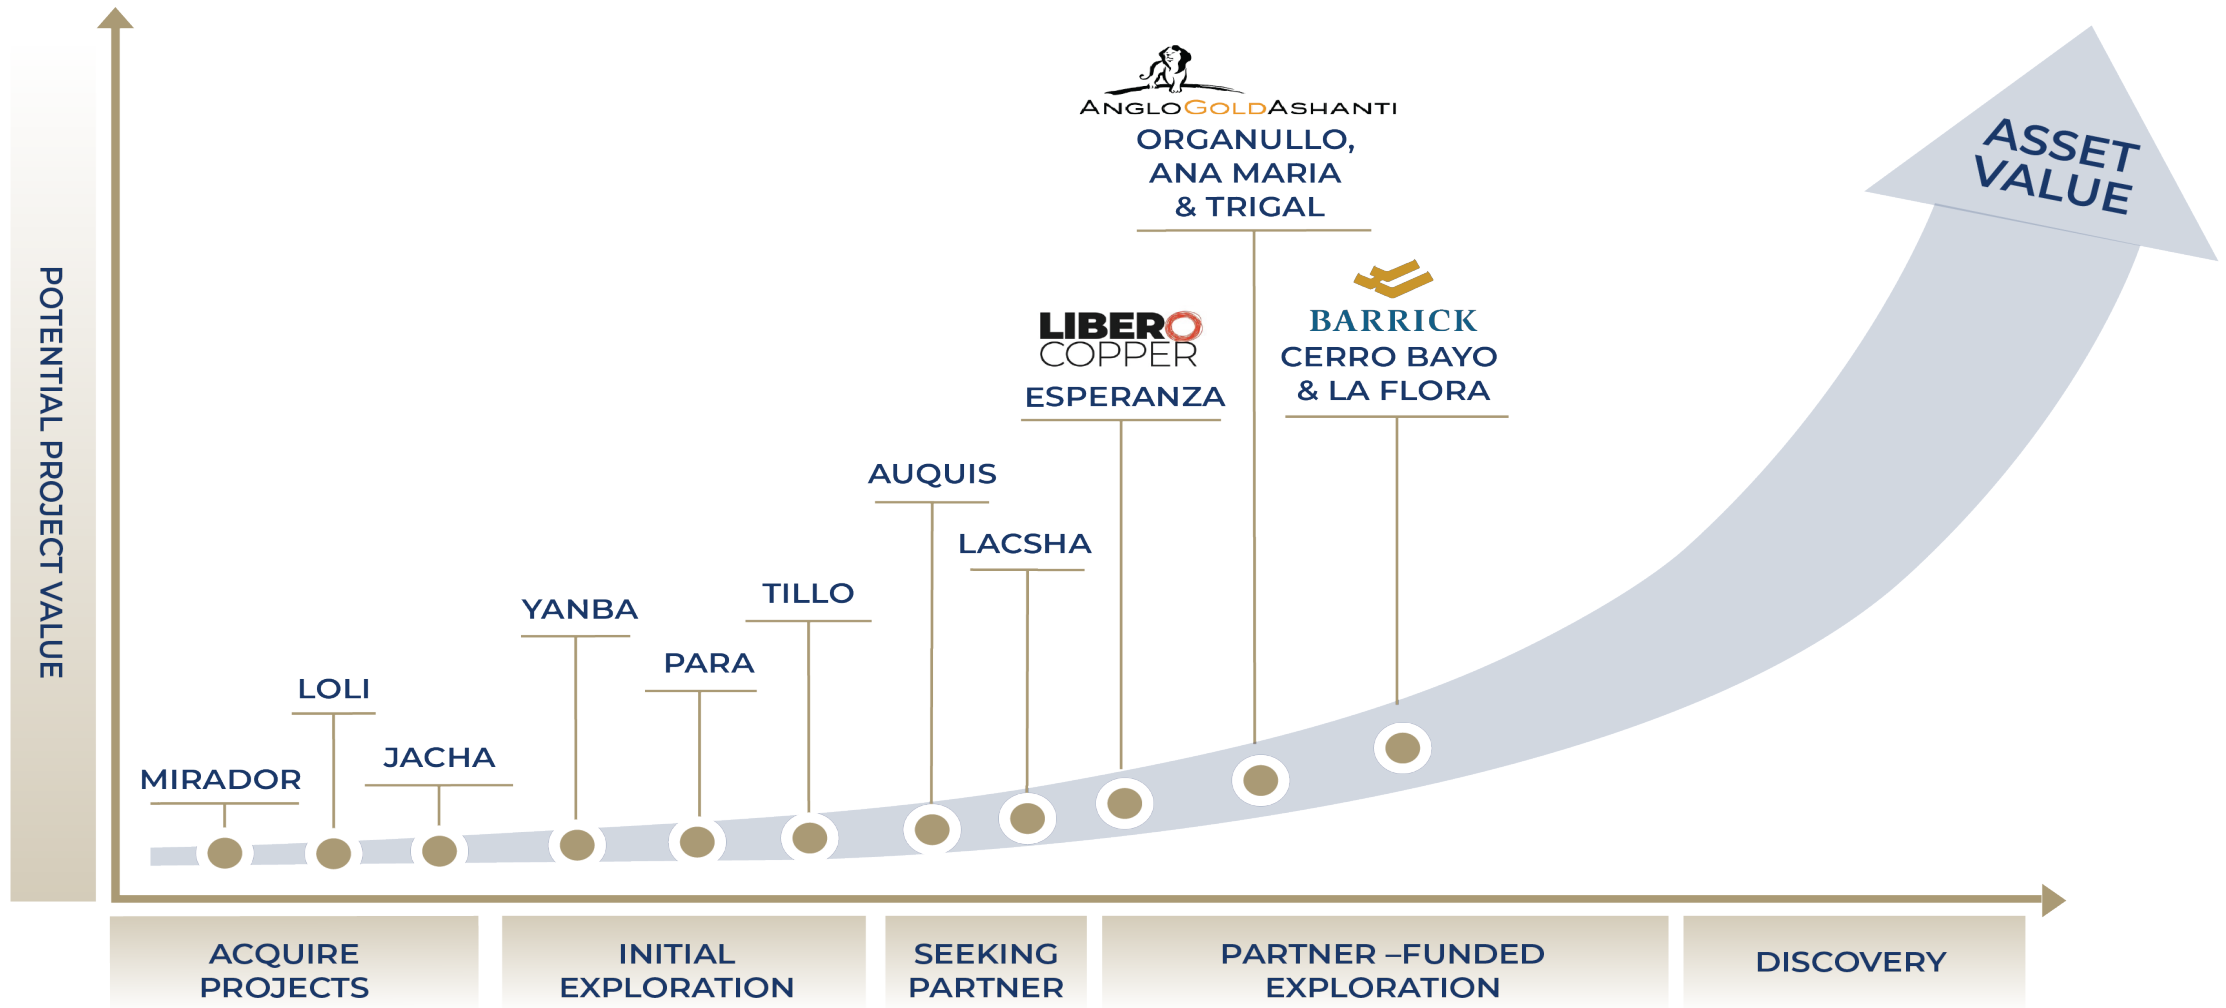 ANGLOGOLDASHANTI
ORGANULLO,
ANA MARIA
& TRIGAL
ASSET
VALUE
BARRICK
CERRO BAYO
& LA FLORA
LIBERO
COPPER
ESPERANZA
AUQUIS
LACSHA
TILLO
YANBA
PARA
LOLI
JACHA
MIRADOR
POTENTIAL PROJECT VALUE
ACQUIRE
PROJECTS
INITIAL
EXPLORATION
SEEKING
PARTNER
PARTNER –FUNDED
EXPLORATION
DISCOVERY